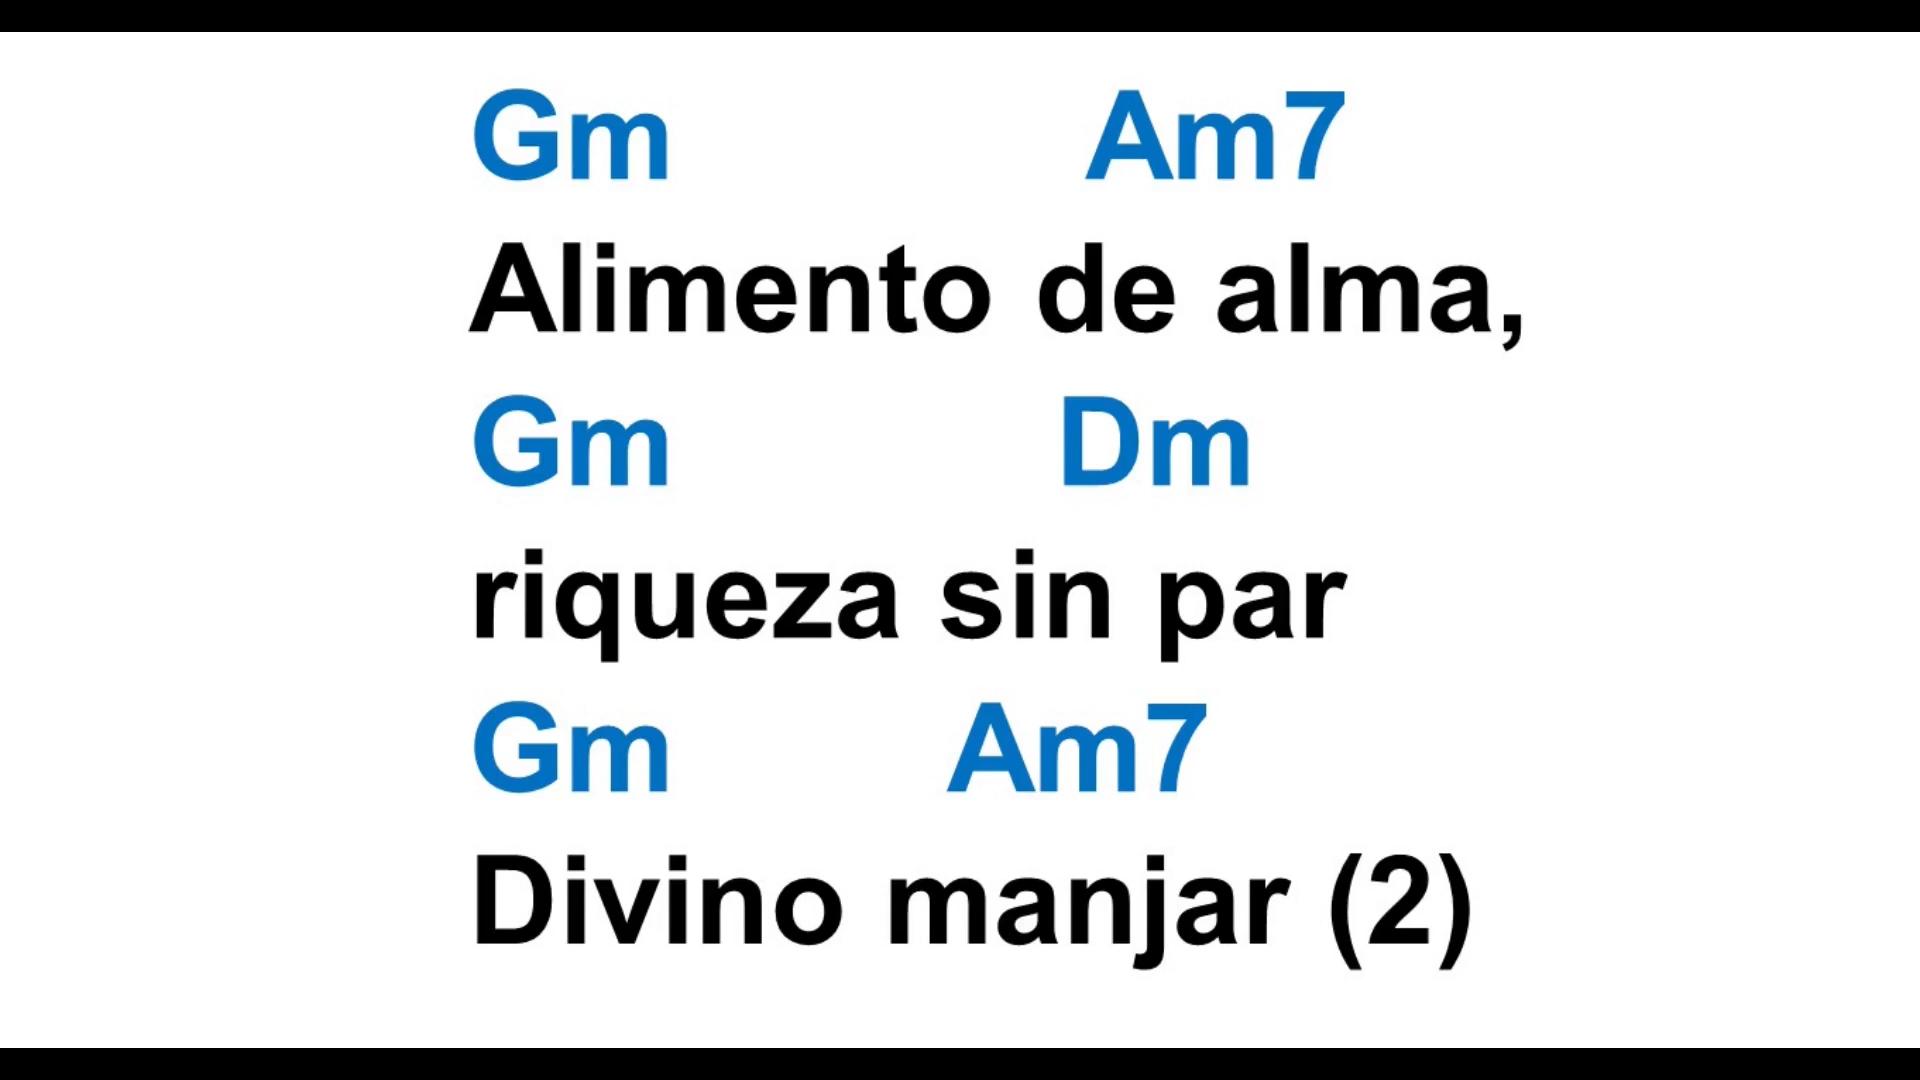 Gm Am7
Alimento de alma,
Gm Dm
riqueza sin par
Gm Am7
Divino manjar (2)